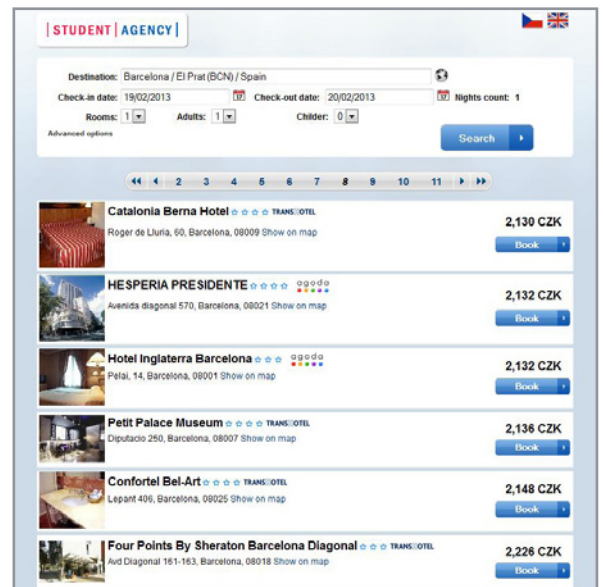 STUDENT AGENCY
Destination: Barcelona / El Prat (BCN) / Spain
Check-in date: 19/02/2013 Check-out date: 20/02/2013 Nights count: 1
Rooms: 1 Adults: 1 Childer: 0
Advanced options
Search
2 3 4 5 6 7 8 9 10 11
Catalonia Berna Hotel TRANSHOTEL
2,130 CZK
Roger de Lluria, 60, Barcelona, 08009 Show on map
Book
HESPERIA PRESIDENTE agoda
2,132 CZK
Avenida diagonal 570, Barcelona, 08021 Show on map
Book
Hotel Inglaterra Barcelona agoda
2,132 CZK
Pelai, 14, Barcelona, 08001 Show on map
Book
Petit Palace Museum TRANSHOTEL
2,136 CZK
Diputacio 250, Barcelona, 08007 Show on map
Book
Confortel Bel-Art TRANSHOTEL
2,148 CZK
Lepant 406, Barcelona, 08025 Show on map
Book
Four Points By Sheraton Barcelona Diagonal TRANSHOTEL
2,226 CZK
Avd Diagonal 161-163, Barcelona, 08018 Show on map
Book